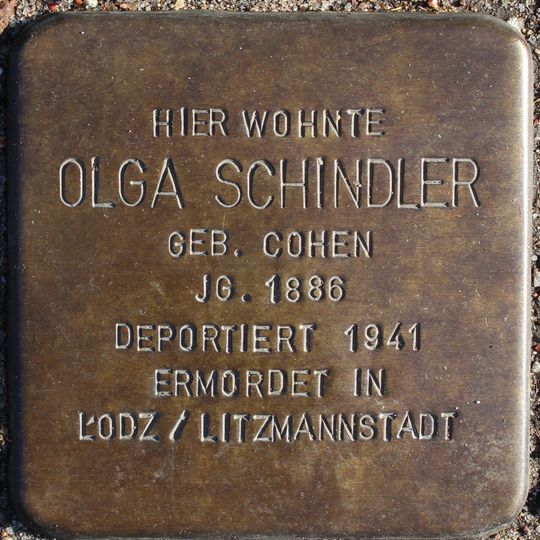 HIER WOHNTE
OLGA SCHINDLER
GEB. COHEN
JG. 1886
DEPORTIERT 1941
ERMORDET IN
ŁODZ / LITZMANNSTADT